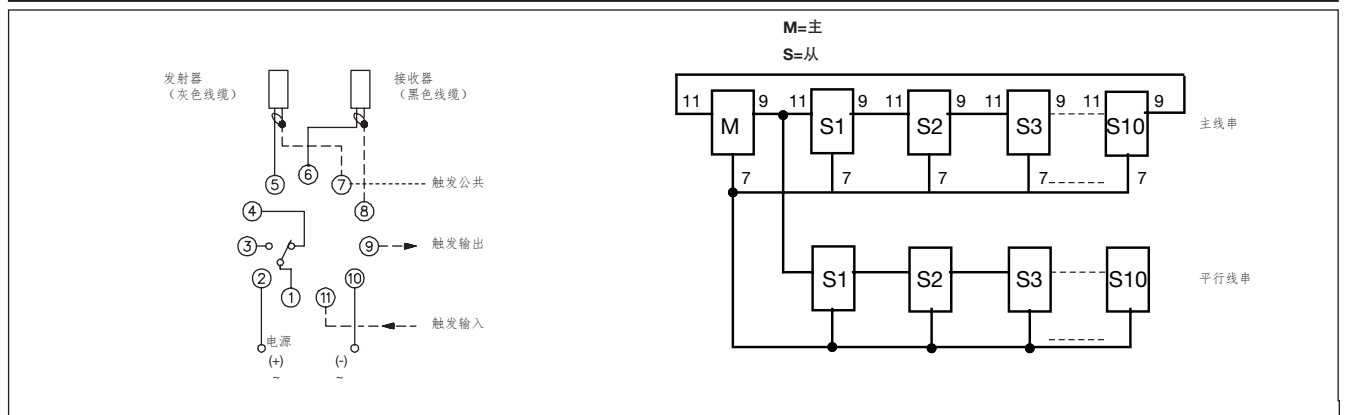 M=主
S=从
发射器
（灰色线缆）
接收器
（黑色线缆）
5
6
7
触发公共
8
4
3
9
触发输出
2
1
11
10
触发输入
电源
(+)
~
(-)
~
11 M 9 11 S1 9 11 S2 9 11 S3 9 11 S10 9
主线串
7 7 7 7 7
S1 S2 S3 S10
平行线串